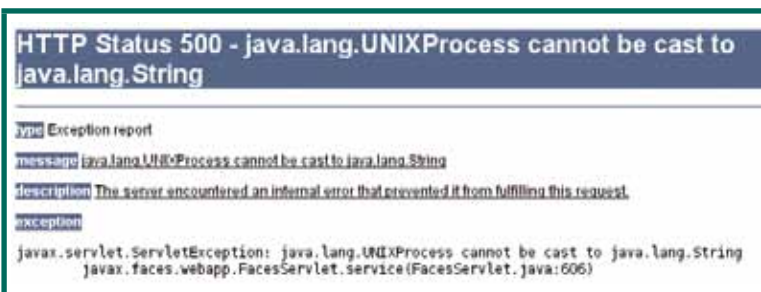 HTTP Status 500 - java.lang.UNIXProcess cannot be cast to
java.lang.String
type Exception report
message java.lang.UNIXProcess cannot be cast to java.lang.String
description The server encountered an internal error that prevented it from fulfilling this request.
exception
javax.servlet.ServletException: java.lang.UNIXProcess cannot be cast to java.lang.String
javax.faces.webapp.FacesServlet.service(FacesServlet.java:606)